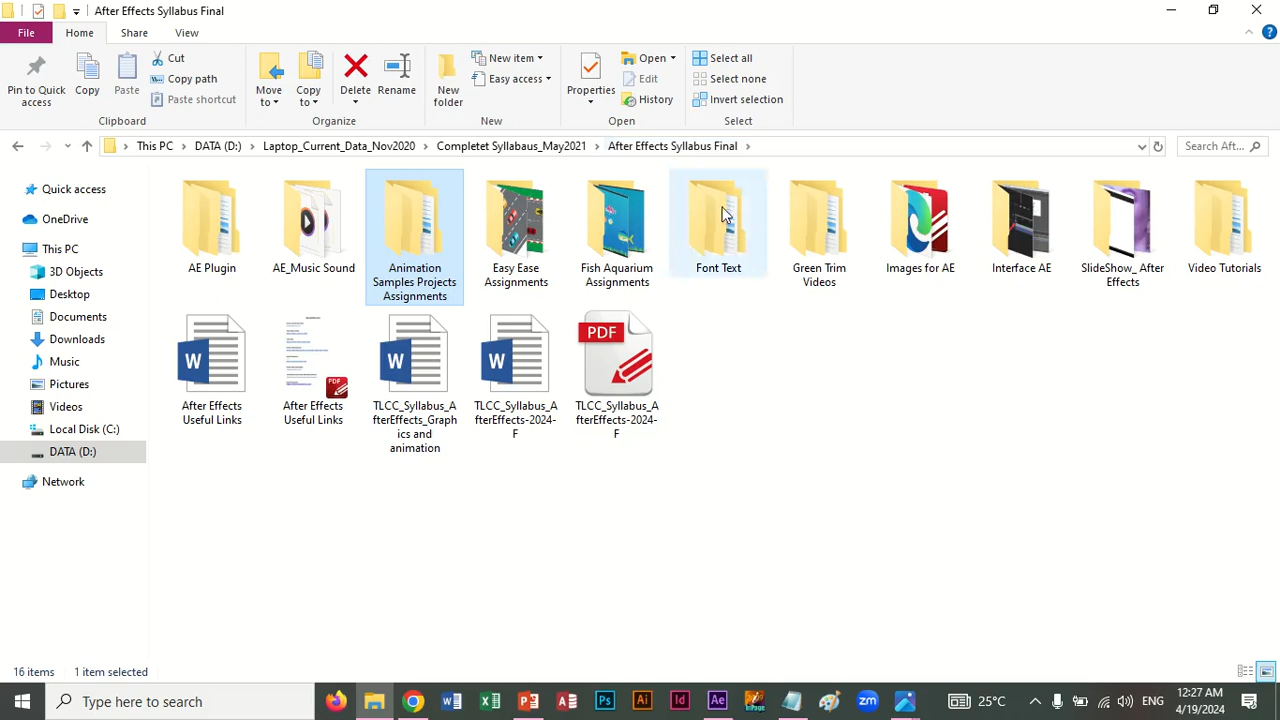 After Effects Syllabus Final
File
Home
Share
View
Pin to Quick access
Copy
Paste
Cut
Copy path
Paste shortcut
Clipboard
Move to
Copy to
Delete
Rename
Organize
New folder
New item
Easy access
New
Properties
Open
Edit
History
Open
Select all
Select none
Invert selection
Select
This PC
DATA (D:)
Laptop_Current_Data_Nov2020
Completet Syllabaus_May2021
After Effects Syllabus Final
Search Aft...
Quick access
OneDrive
This PC
3D Objects
Desktop
Documents
Downloads
Music
Pictures
Videos
Local Disk (C:)
DATA (D:)
Network
AE Plugin
AE_Music Sound
Animation
Samples Projects
Assignments
Easy Ease
Assignments
Fish Aquarium
Assignments
Font Text
Green Trim
Videos
Images for AE
Interface AE
SlideShow_ After
Effects
Video Tutorials
W
After Effects
Useful Links
PDF
After Effects
Useful Links
W
TLCC_Syllabus_A
fterEffects_Graph
ics and
animation
W
TLCC_Syllabus_A
fterEffects-2024-
F
PDF
TLCC_Syllabus_A
fterEffects-2024-
F
16 items
1 item selected
Type here to search
Ps
Ai
Id
Ae
zm
25°C
ENG
12:27 AM
4/19/2024